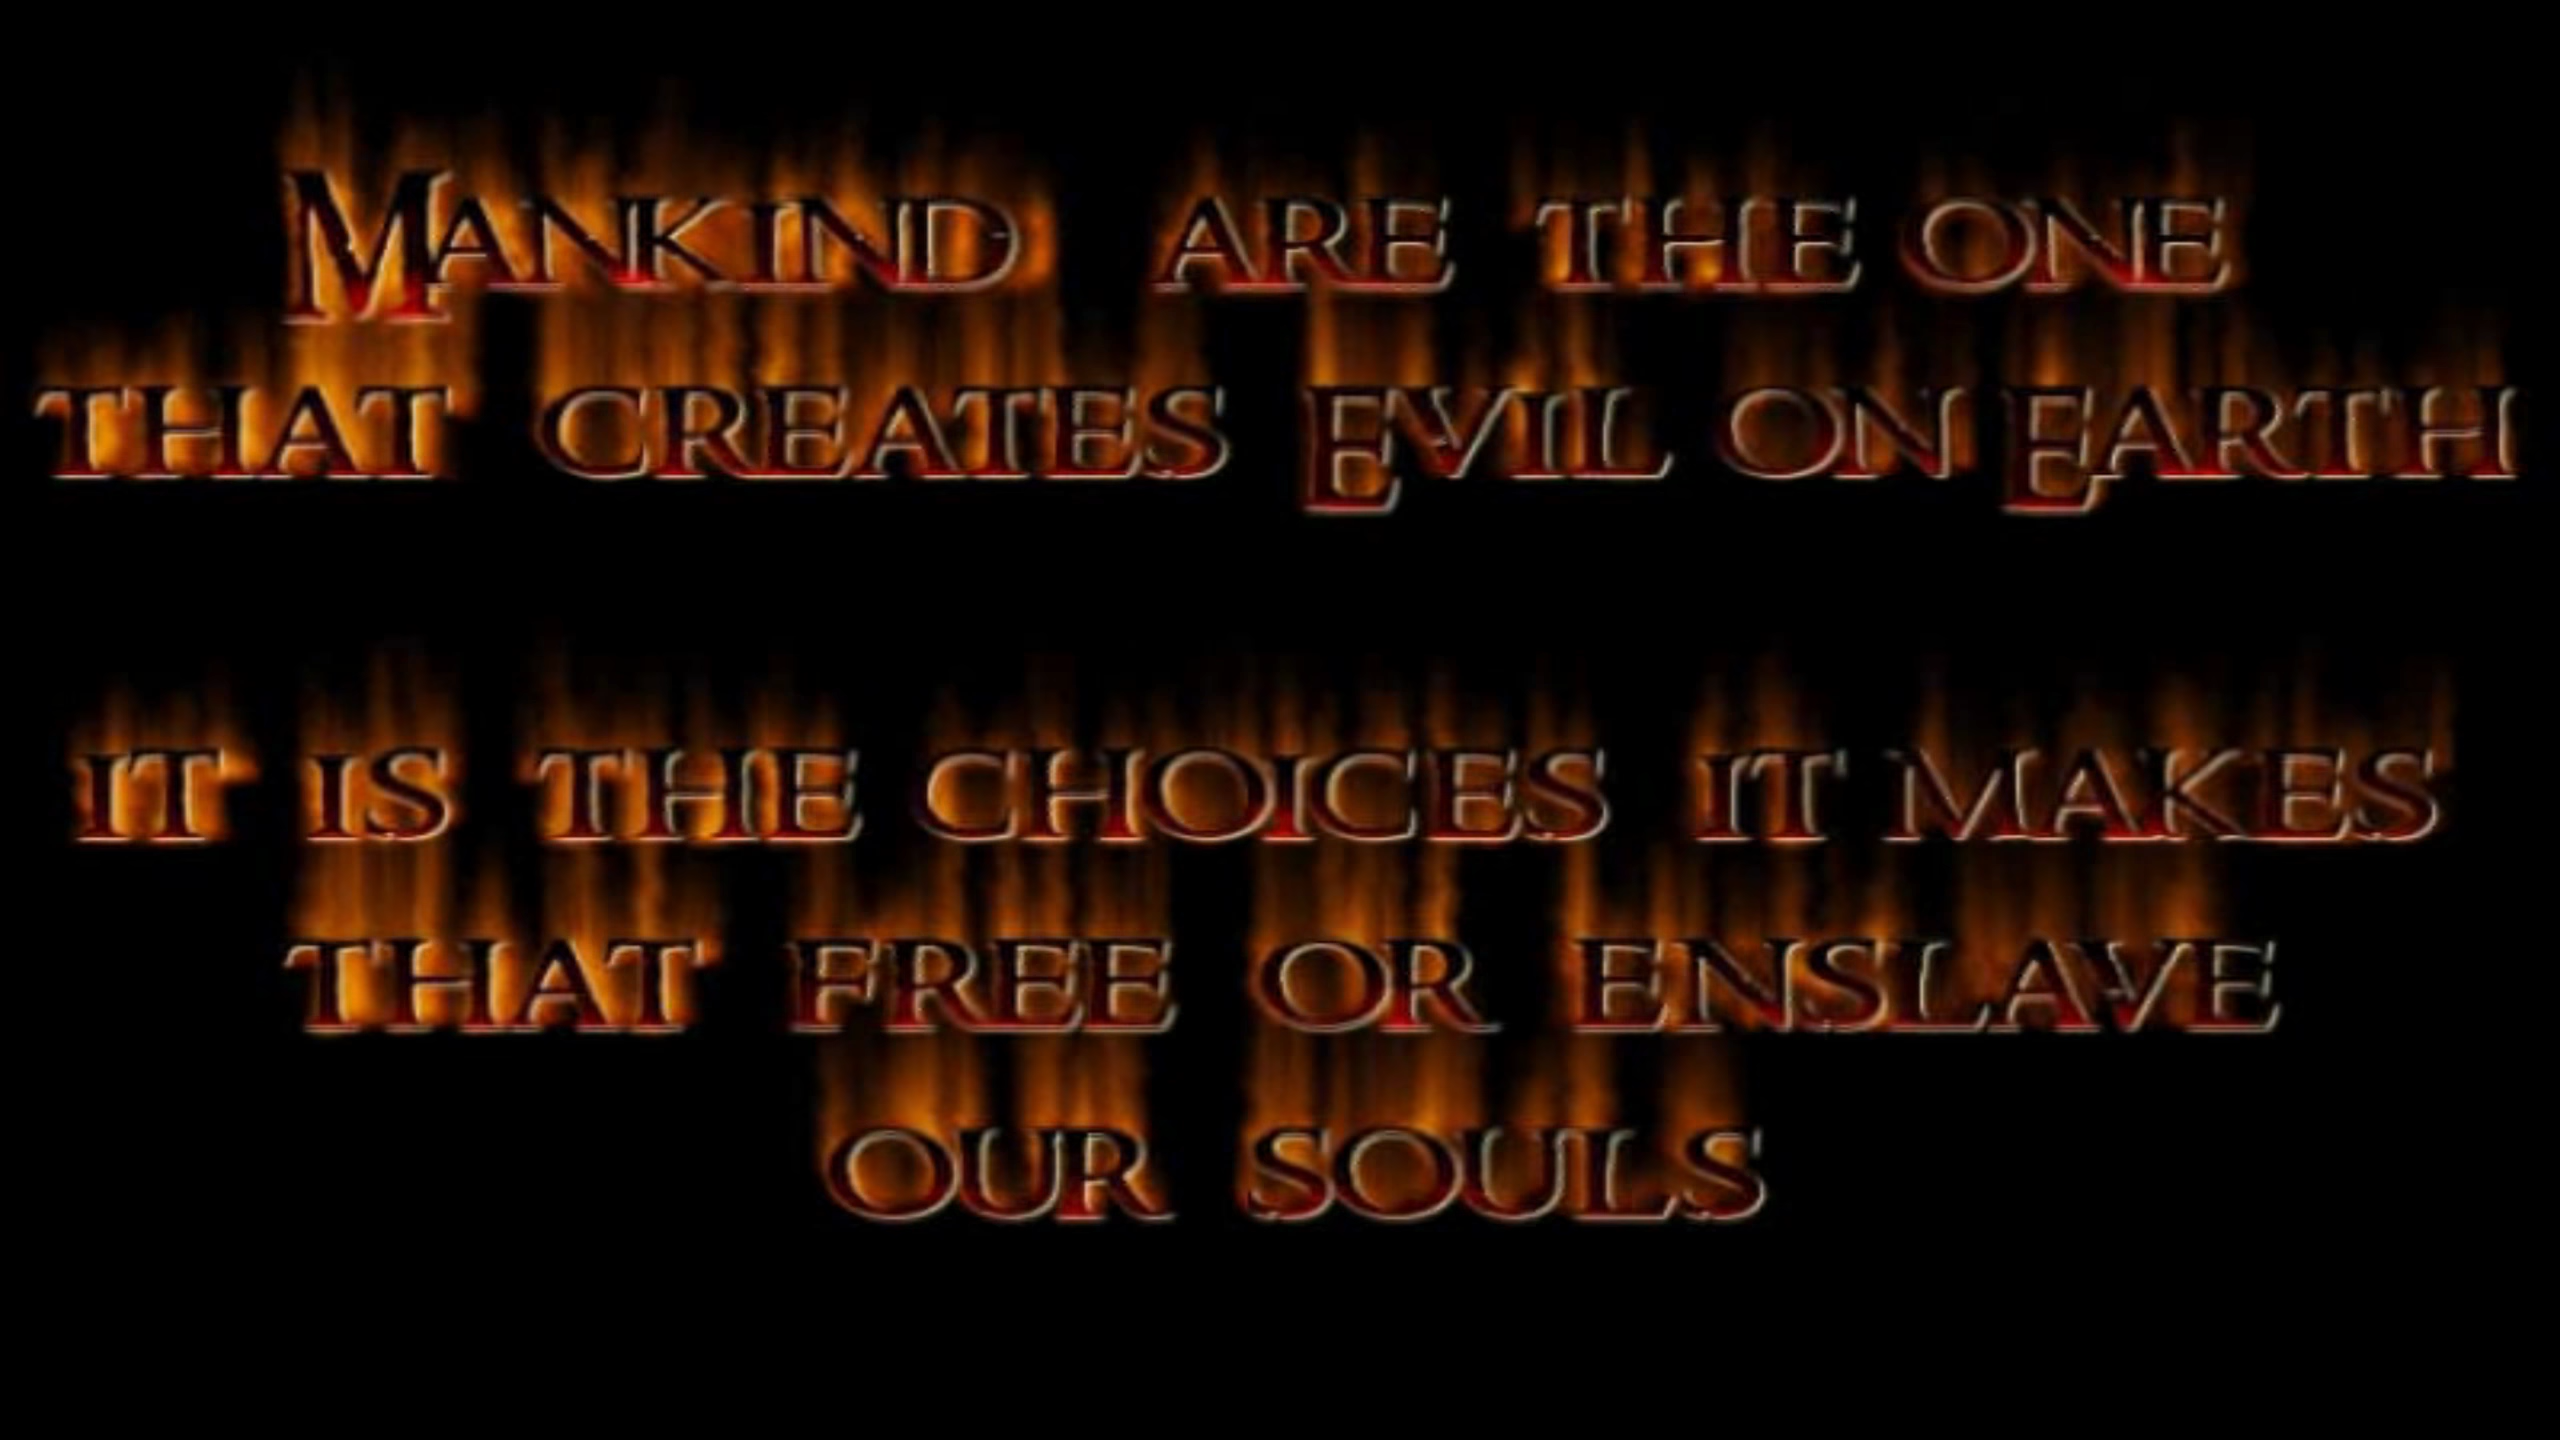 Mankind are the one
that creates Evil on Earth
it is the choices it makes
that free or enslave
our souls